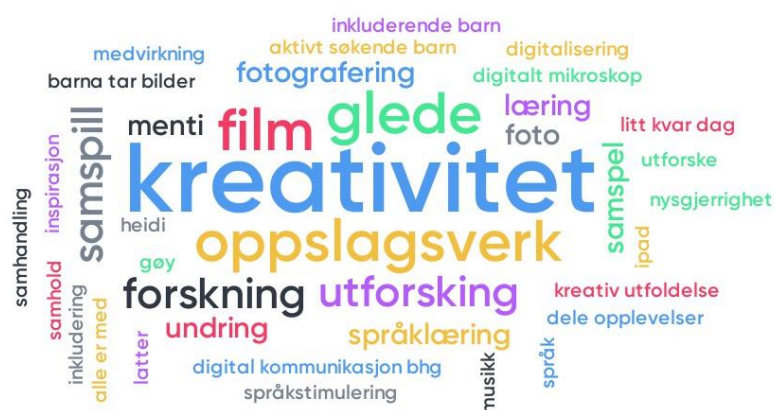 inkluderende barn
medvirkning
aktivt søkende barn
digitalisering
barna tar bilder
fotografering
digitalt mikroskop
samspill
menti
film
glede
læring
foto
litt kvar dag
inspirasjon
kreativitet
samspel
utforske
nysgjerrighet
samhandling
heidi
oppslagsverk
ipad
gøy
samhold
inkludering
alle er med
forskning
utforsking
kreativ utfoldelse
latter
undring
språklæring
dele opplevelser
digital kommunikasjon bhg
musikk
språk
språkstimulering